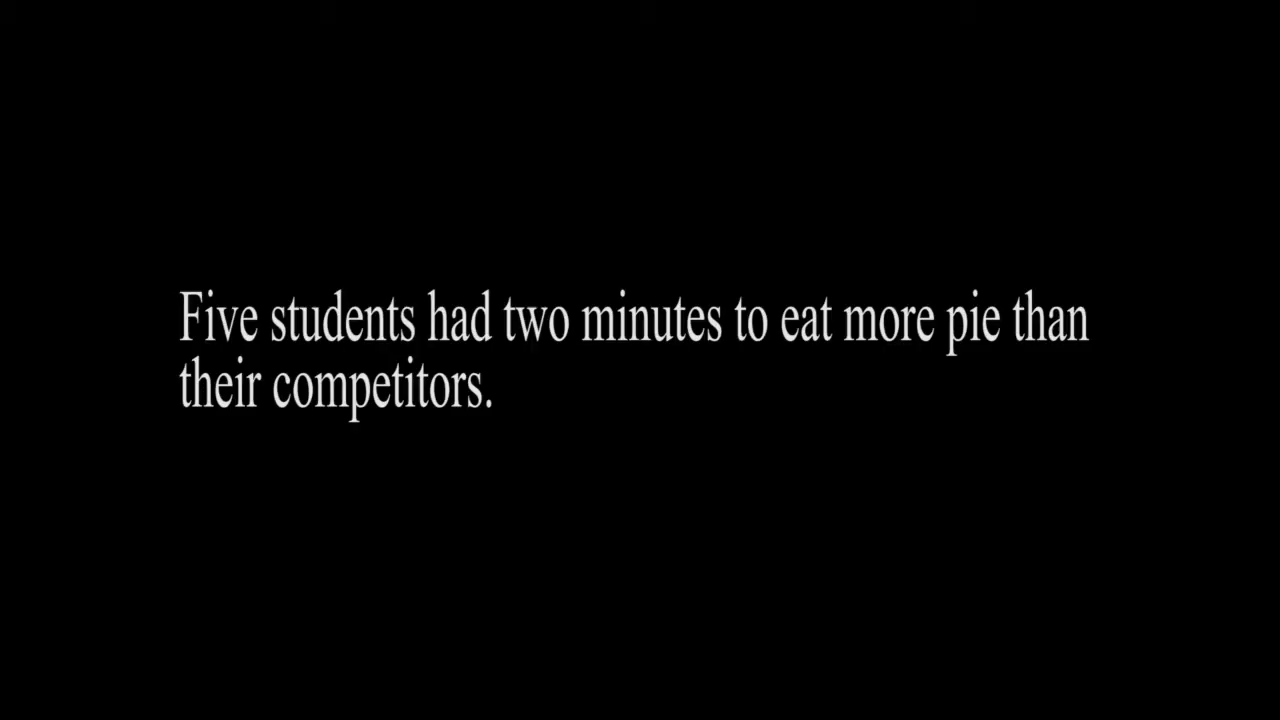 Five students had two minutes to eat more pie than
their competitors.